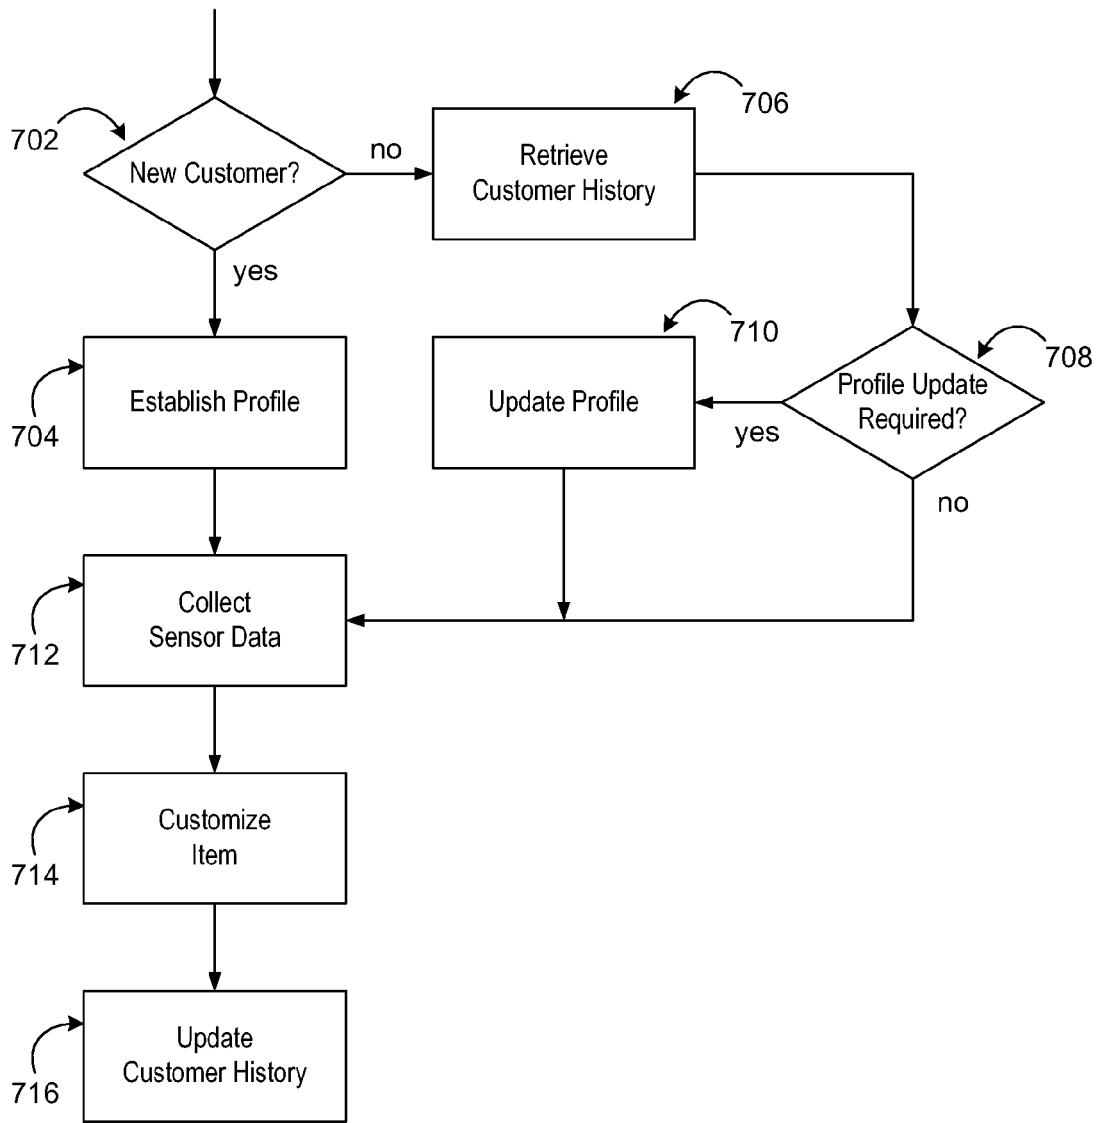 706
702
New Customer?
no
Retrieve
Customer History
yes
710
708
Establish Profile
704
Update Profile
yes
Profile Update
Required?
no
Collect
Sensor Data
712
Customize
Item
714
Update
Customer History
716